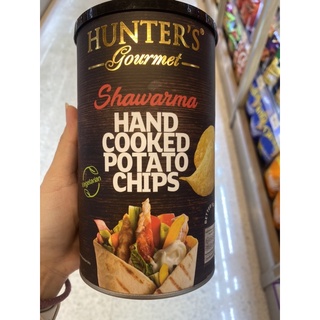 HUNTER'S®
Gourmet
Shawarma
HAND
COOKED
POTATO
CHIPS
vegetarian